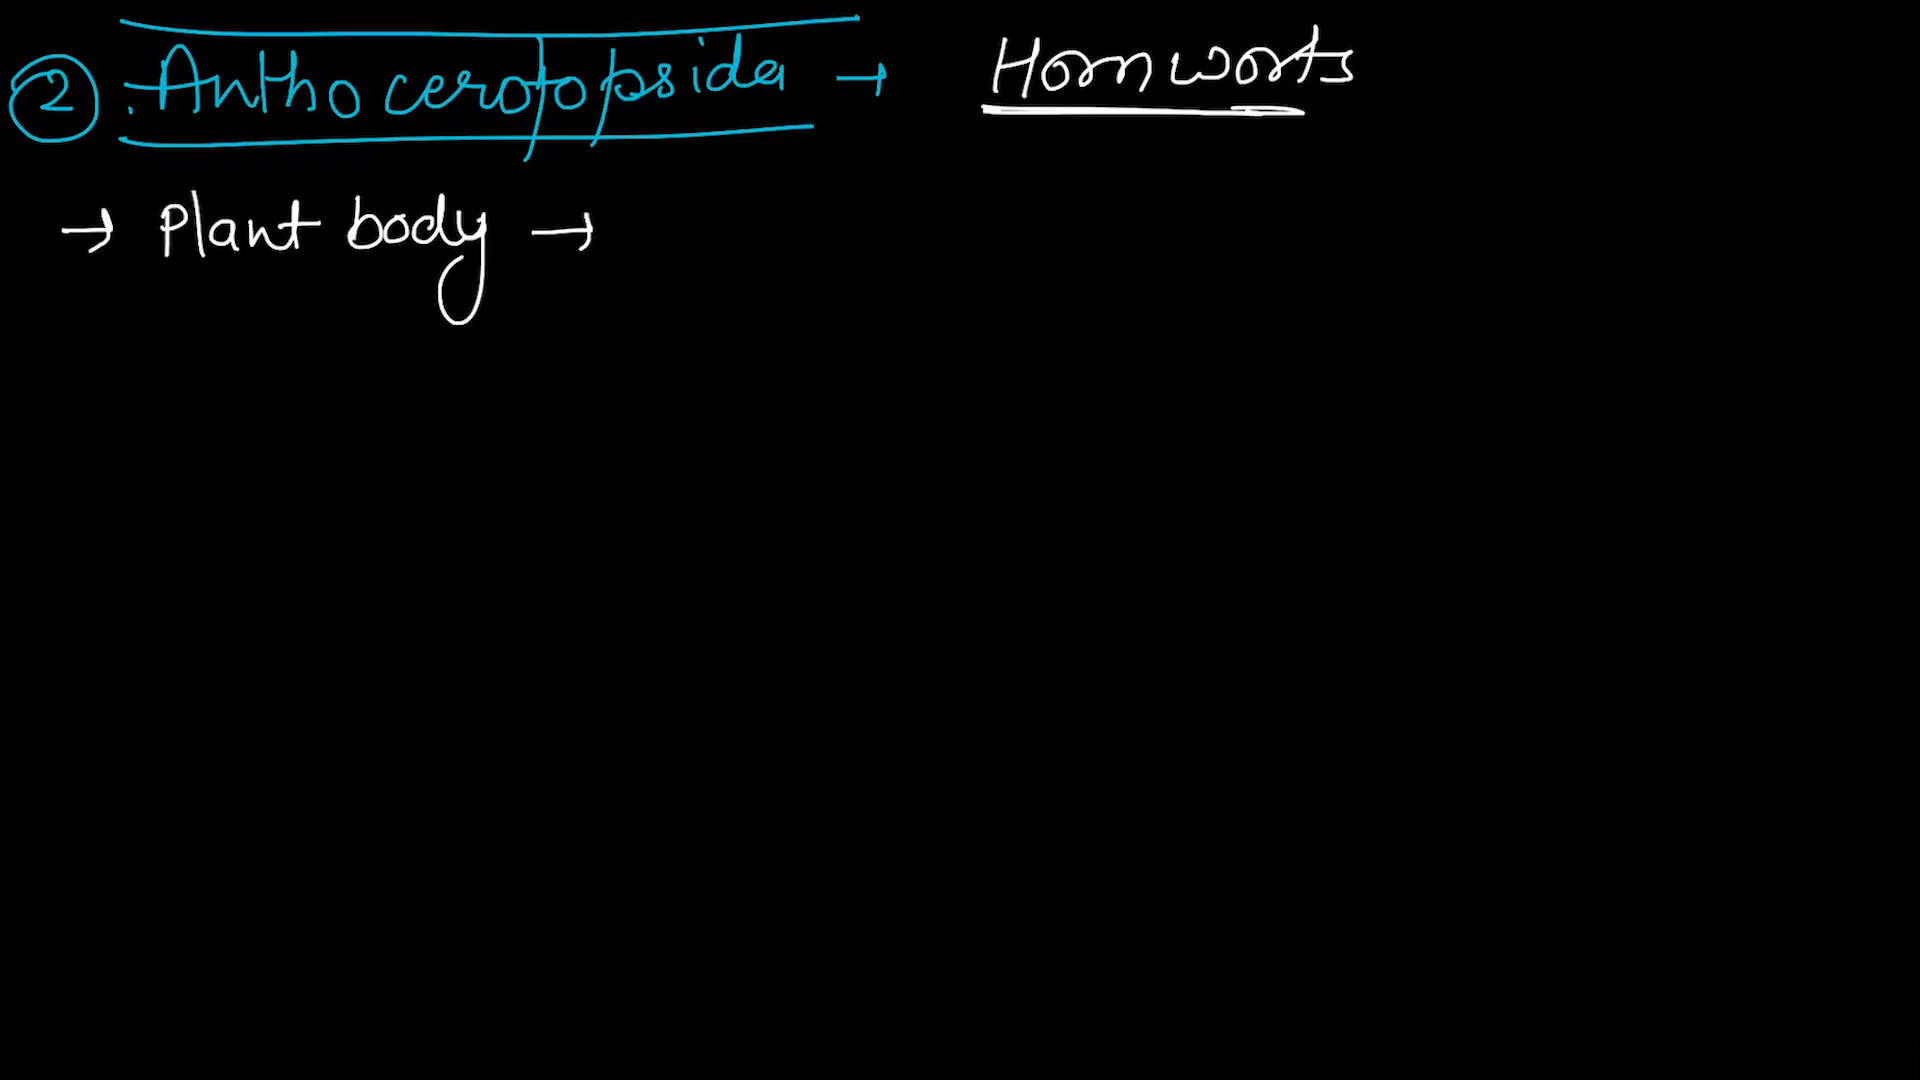 ② Anthocerotopsida → Hornworts
→ Plant body →